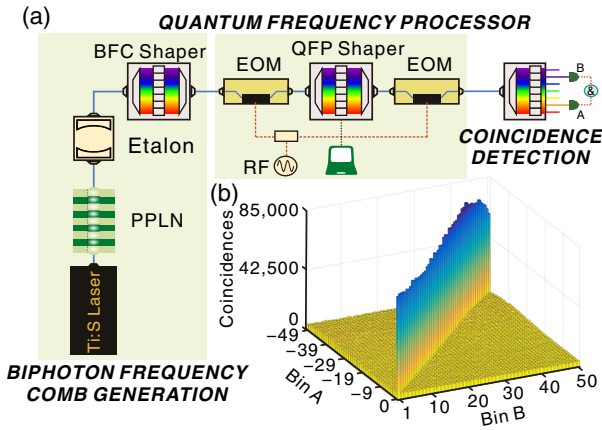 (a)
QUANTUM FREQUENCY PROCESSOR
BFC Shaper
EOM
QFP Shaper
EOM
B
&
A
Etalon
RF
COINCIDENCE
DETECTION
PPLN
Ti:S Laser
BIPHOTON FREQUENCY
COMB GENERATION
(b)
85,000
42,500
0
Coincidences
−49
−39
−29
−19
−9
0
Bin A
1
10
20
30
40
50
Bin B